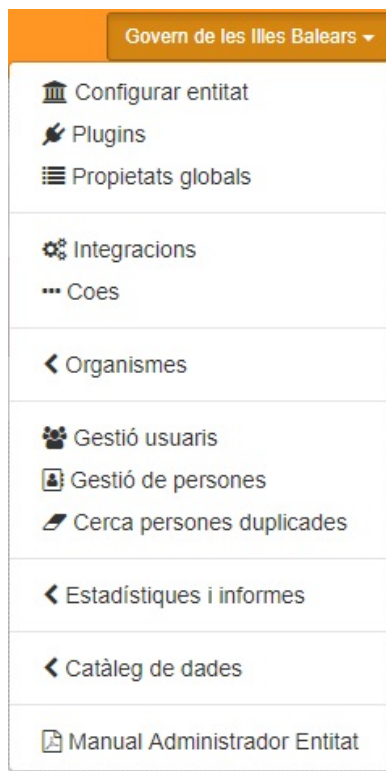 Govern de les Illes Balears
Configurar entitat
Plugins
Propietats globals
Integracions
Coes
Organismes
Gestió usuaris
Gestió de persones
Cerca persones duplicades
Estadístiques i informes
Catàleg de dades
Manual Administrador Entitat